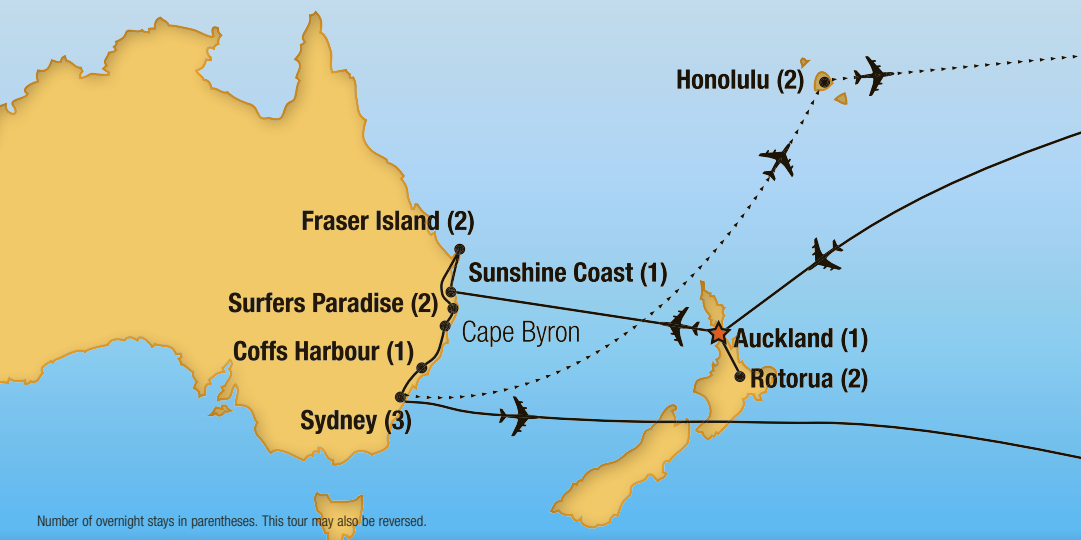 Honolulu (2)
Fraser Island (2)
Sunshine Coast (1)
Surfers Paradise (2)
Cape Byron
Auckland (1)
Coffs Harbour (1)
Rotorua (2)
Sydney (3)
Number of overnight stays in parentheses. This tour may also be reversed.